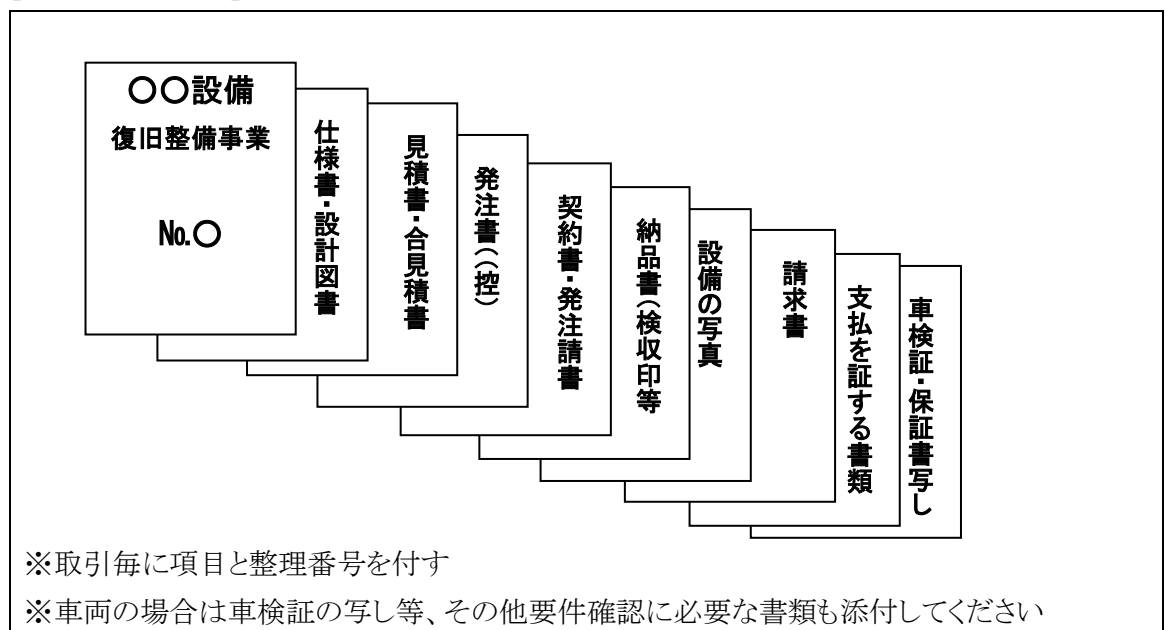 〇〇設備
復旧整備事業
№〇
仕様書・設計図書
見積書・合見積書
発注書（（控）
契約書・発注請書
納品書（検収印等
設備の写真
請求書
支払を証する書類
車検証・保証書写し
※取引毎に項目と整理番号を付す
※車両の場合は車検証の写し等、その他要件確認に必要な書類も添付してください